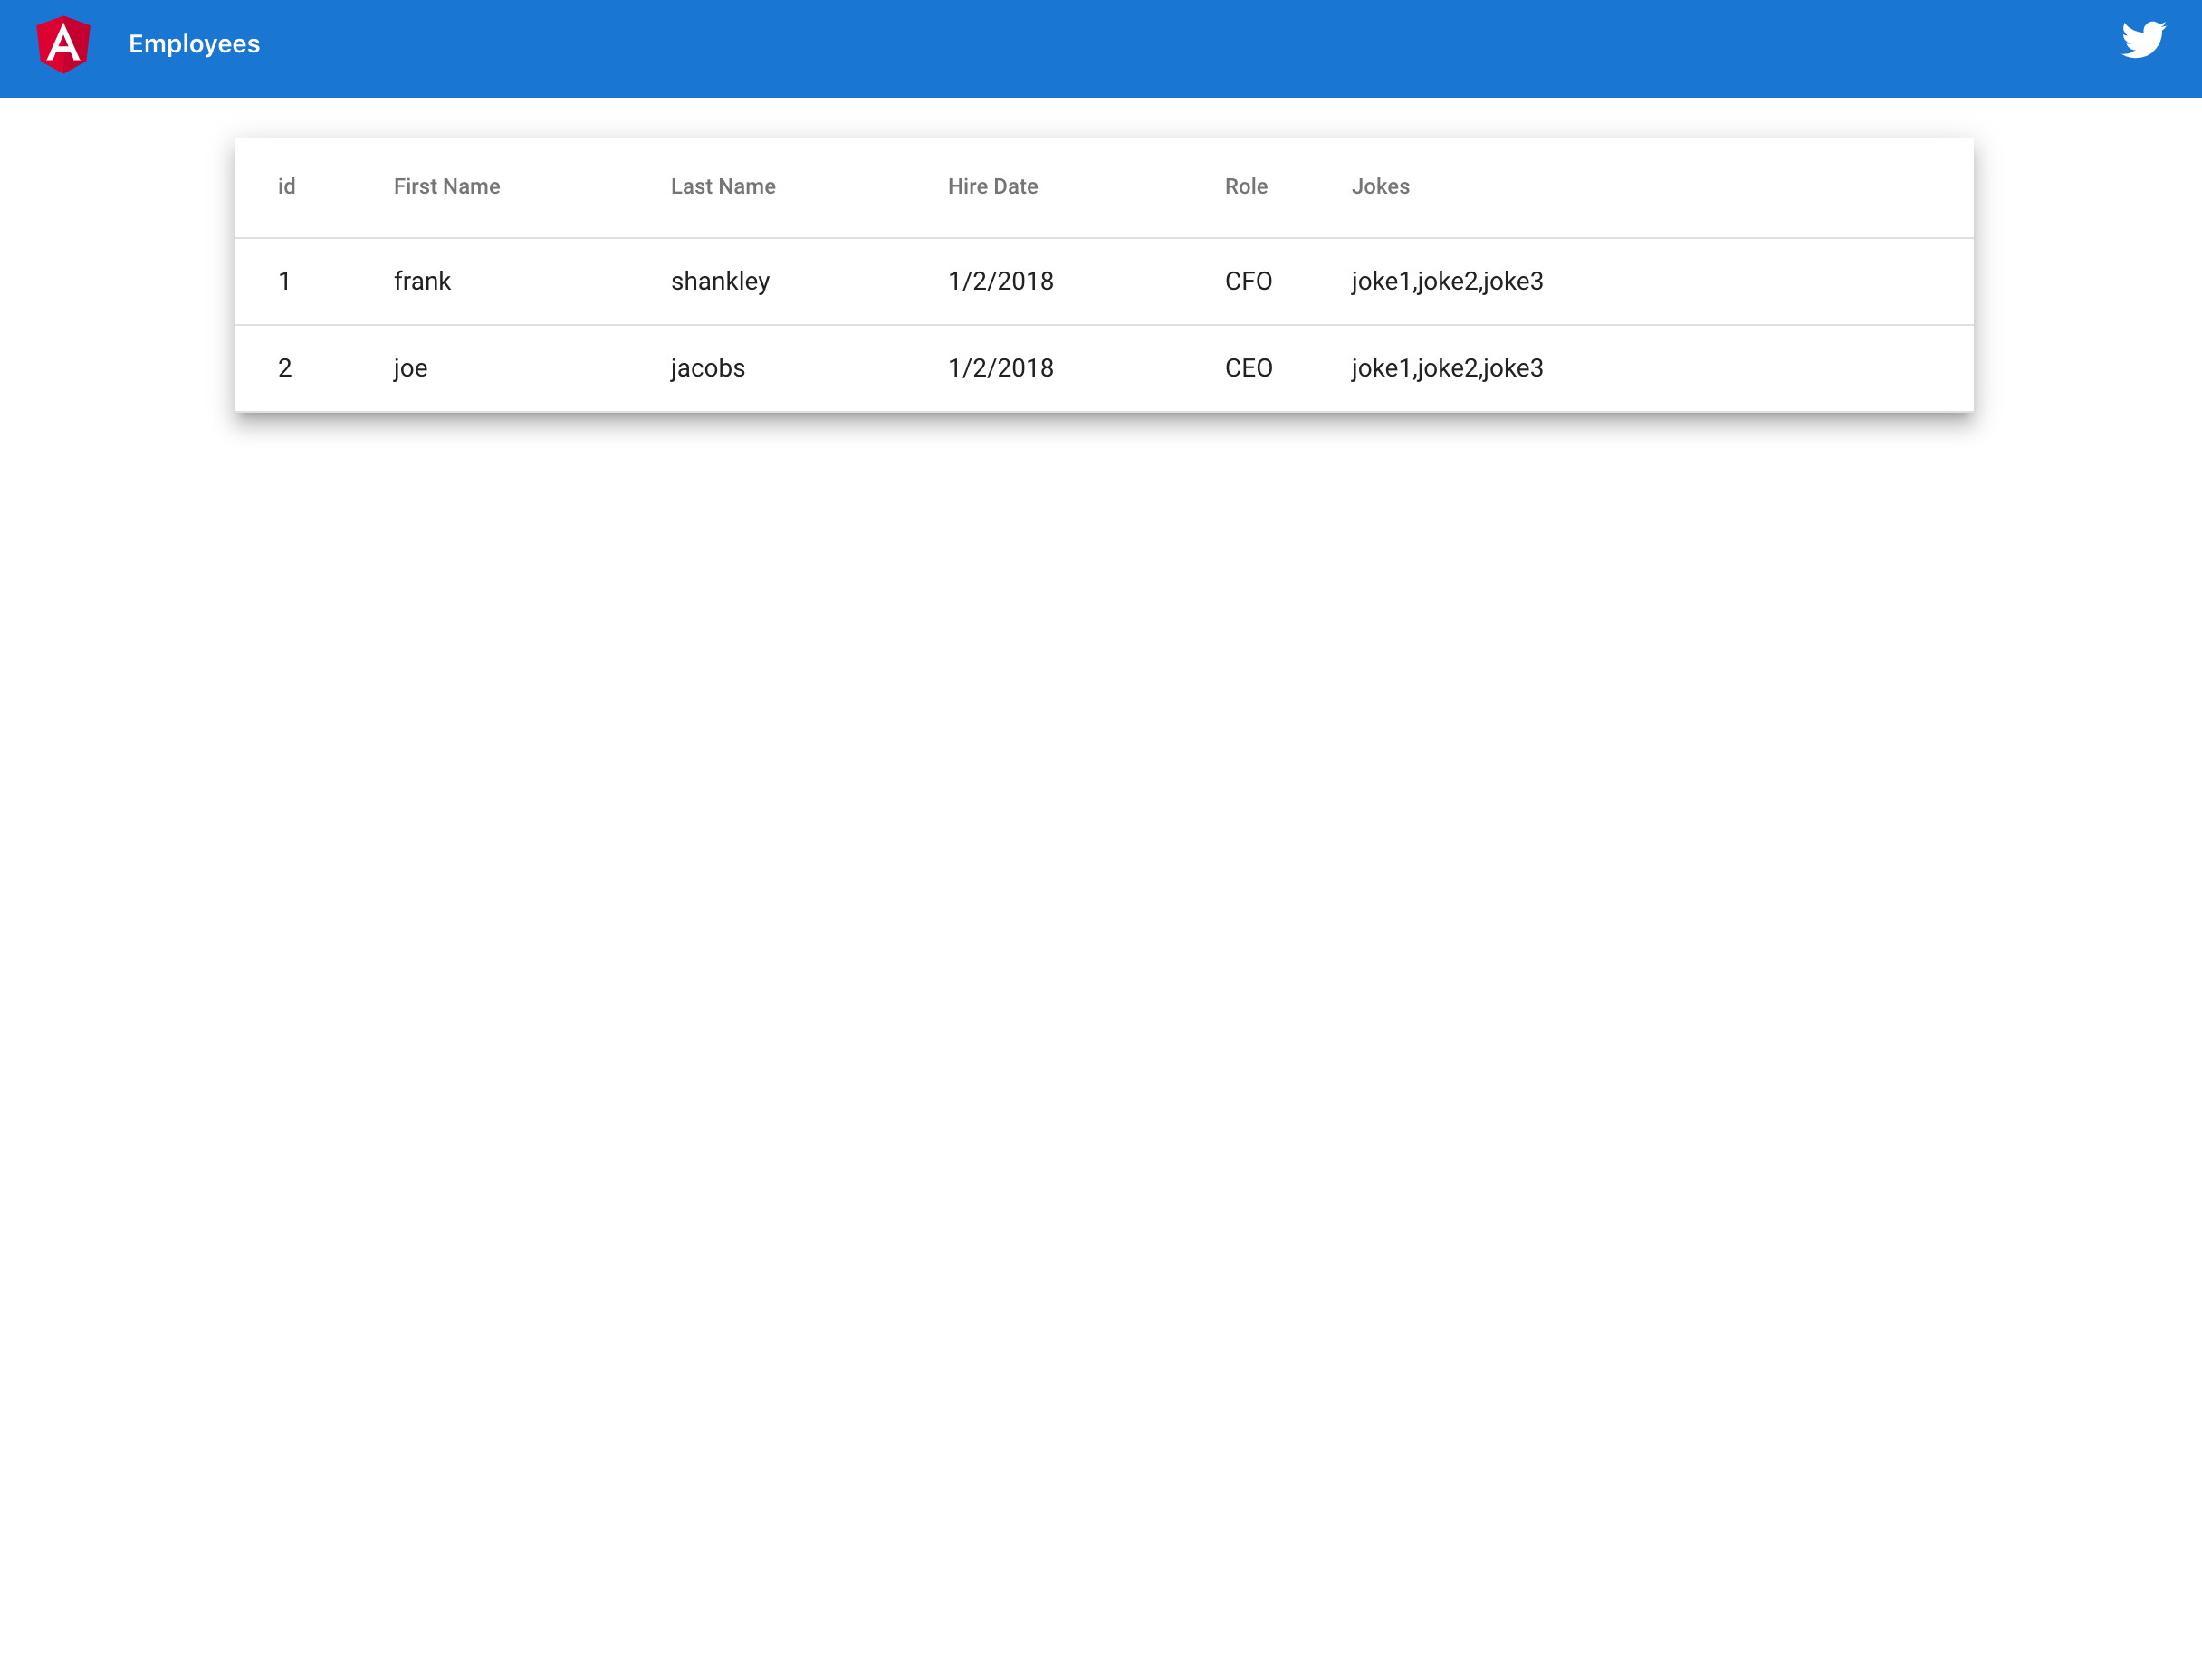 Employees
id First Name Last Name Hire Date Role Jokes
1 frank shankley 1/2/2018 CFO joke1,joke2,joke3
2 joe jacobs 1/2/2018 CEO joke1,joke2,joke3